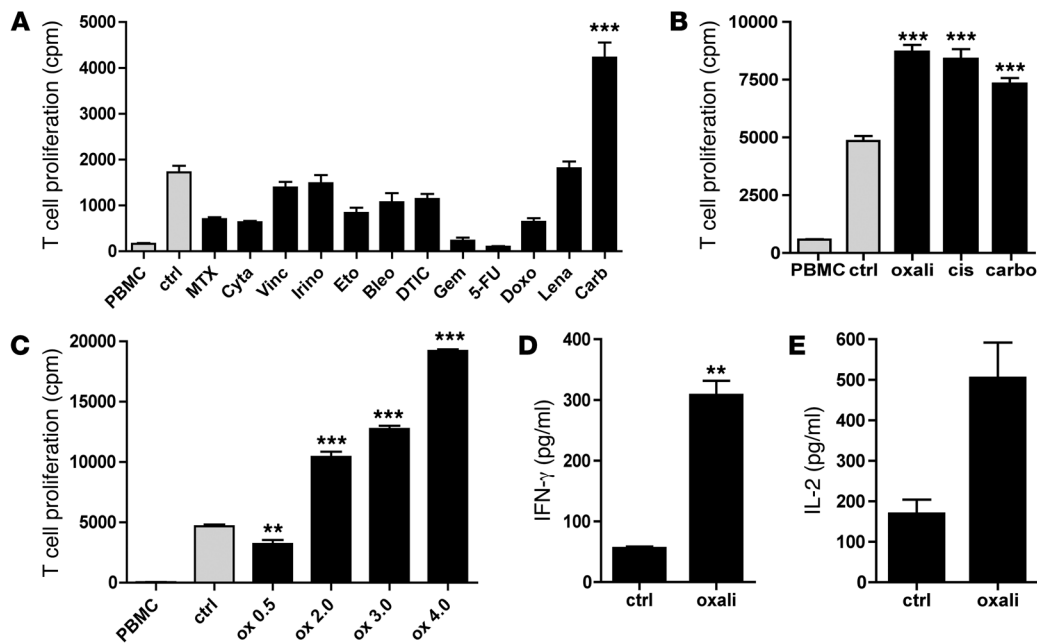 A
T cell proliferation (cpm)
5000
4000
3000
2000
1000
0
***
PBMC
ctrl
MTX
Cyta
Vinc
Irino
Eto
Bleo
DTIC
Gem
5-FU
Doxo
Lena
Carb
B
T cell proliferation (cpm)
10000
7500
5000
2500
0
*** *** ***
PBMC ctrl oxali cis carbo
C
T cell proliferation (cpm)
20000
15000
10000
5000
0
** *** *** ***
PBMC
ctrl
ox 0.5
ox 2.0
ox 3.0
ox 4.0
D
IFN-γ (pg/ml)
400
300
200
100
0
**
ctrl oxali
E
IL-2 (pg/ml)
600
500
400
300
200
100
0
ctrl oxali